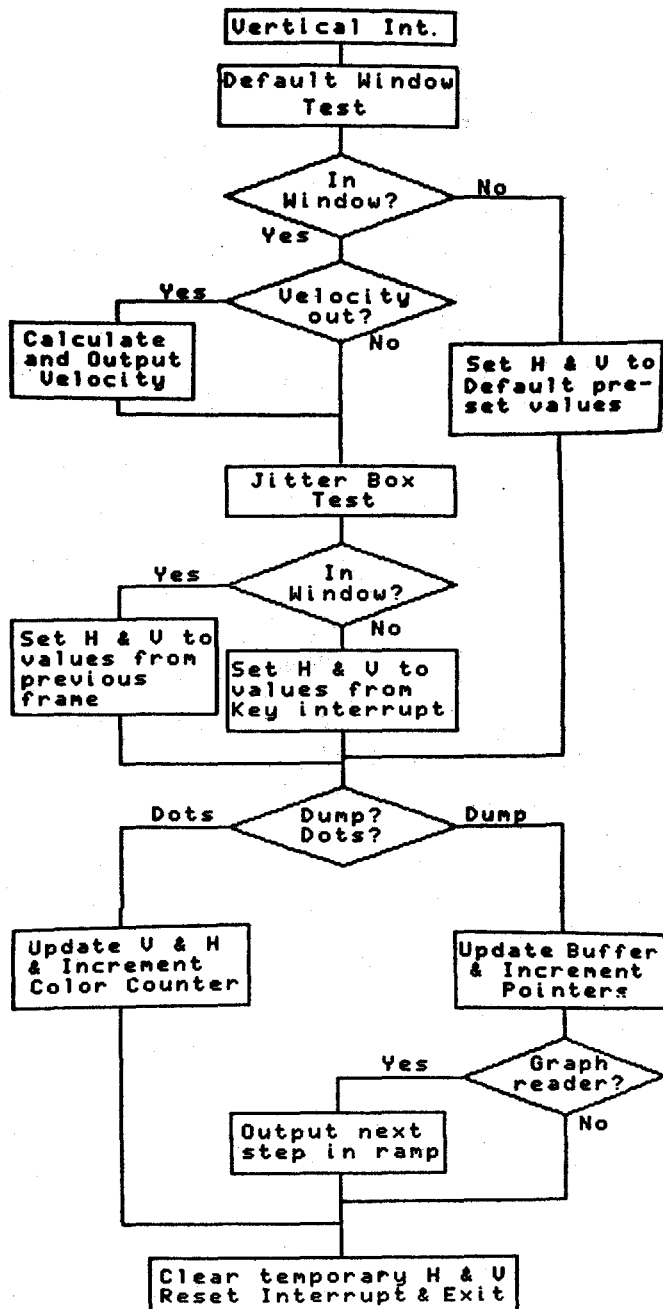 Vertical Int.
Default Window
Test
In
Window?
No
Yes
Yes
Velocity
out?
No
Calculate
and Output
Velocity
Set H & V to
Default pre-
set values
Jitter Box
Test
Yes
In
Window?
No
Set H & V to
values from
previous
frame
Set H & V to
values from
Key interrupt
Dots
Dump?
Dots?
Dump
Update V & H
& Increment
Color Counter
Update Buffer
& Increment
Pointers
Yes
Graph
reader?
No
Output next
step in ramp
Clear temporary H & V
Reset Interrupt & Exit